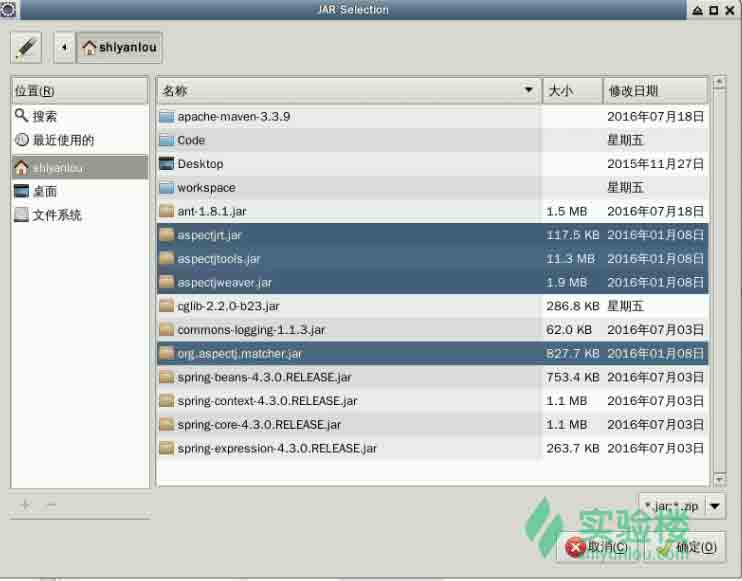 JAR Selection
shiyanlou
位置(R)
名称 大小 修改日期
搜索
最近使用的
shiyanlou
桌面
文件系统
apache-maven-3.3.9 2016年07月18日
Code 星期五
Desktop 2015年11月27日
workspace 星期五
ant-1.8.1.jar 1.5 MB 2016年07月18日
aspectjrt.jar 117.5 KB 2016年01月08日
aspectjtools.jar 11.3 MB 2016年01月08日
aspectjweaver.jar 1.9 MB 2016年01月08日
cglib-2.2.0-b23.jar 286.8 KB 星期五
commons-logging-1.1.3.jar 62.0 KB 2016年07月03日
org.aspectj.matcher.jar 827.7 KB 2016年01月08日
spring-beans-4.3.0.RELEASE.jar 753.4 KB 2016年07月03日
spring-context-4.3.0.RELEASE.jar 1.1 MB 2016年07月03日
spring-core-4.3.0.RELEASE.jar 1.1 MB 2016年07月03日
spring-expression-4.3.0.RELEASE.jar 263.7 KB 2016年07月03日
*.jar;*.zip
实验楼
取消(C) 确定(O)
shiyanlou.com